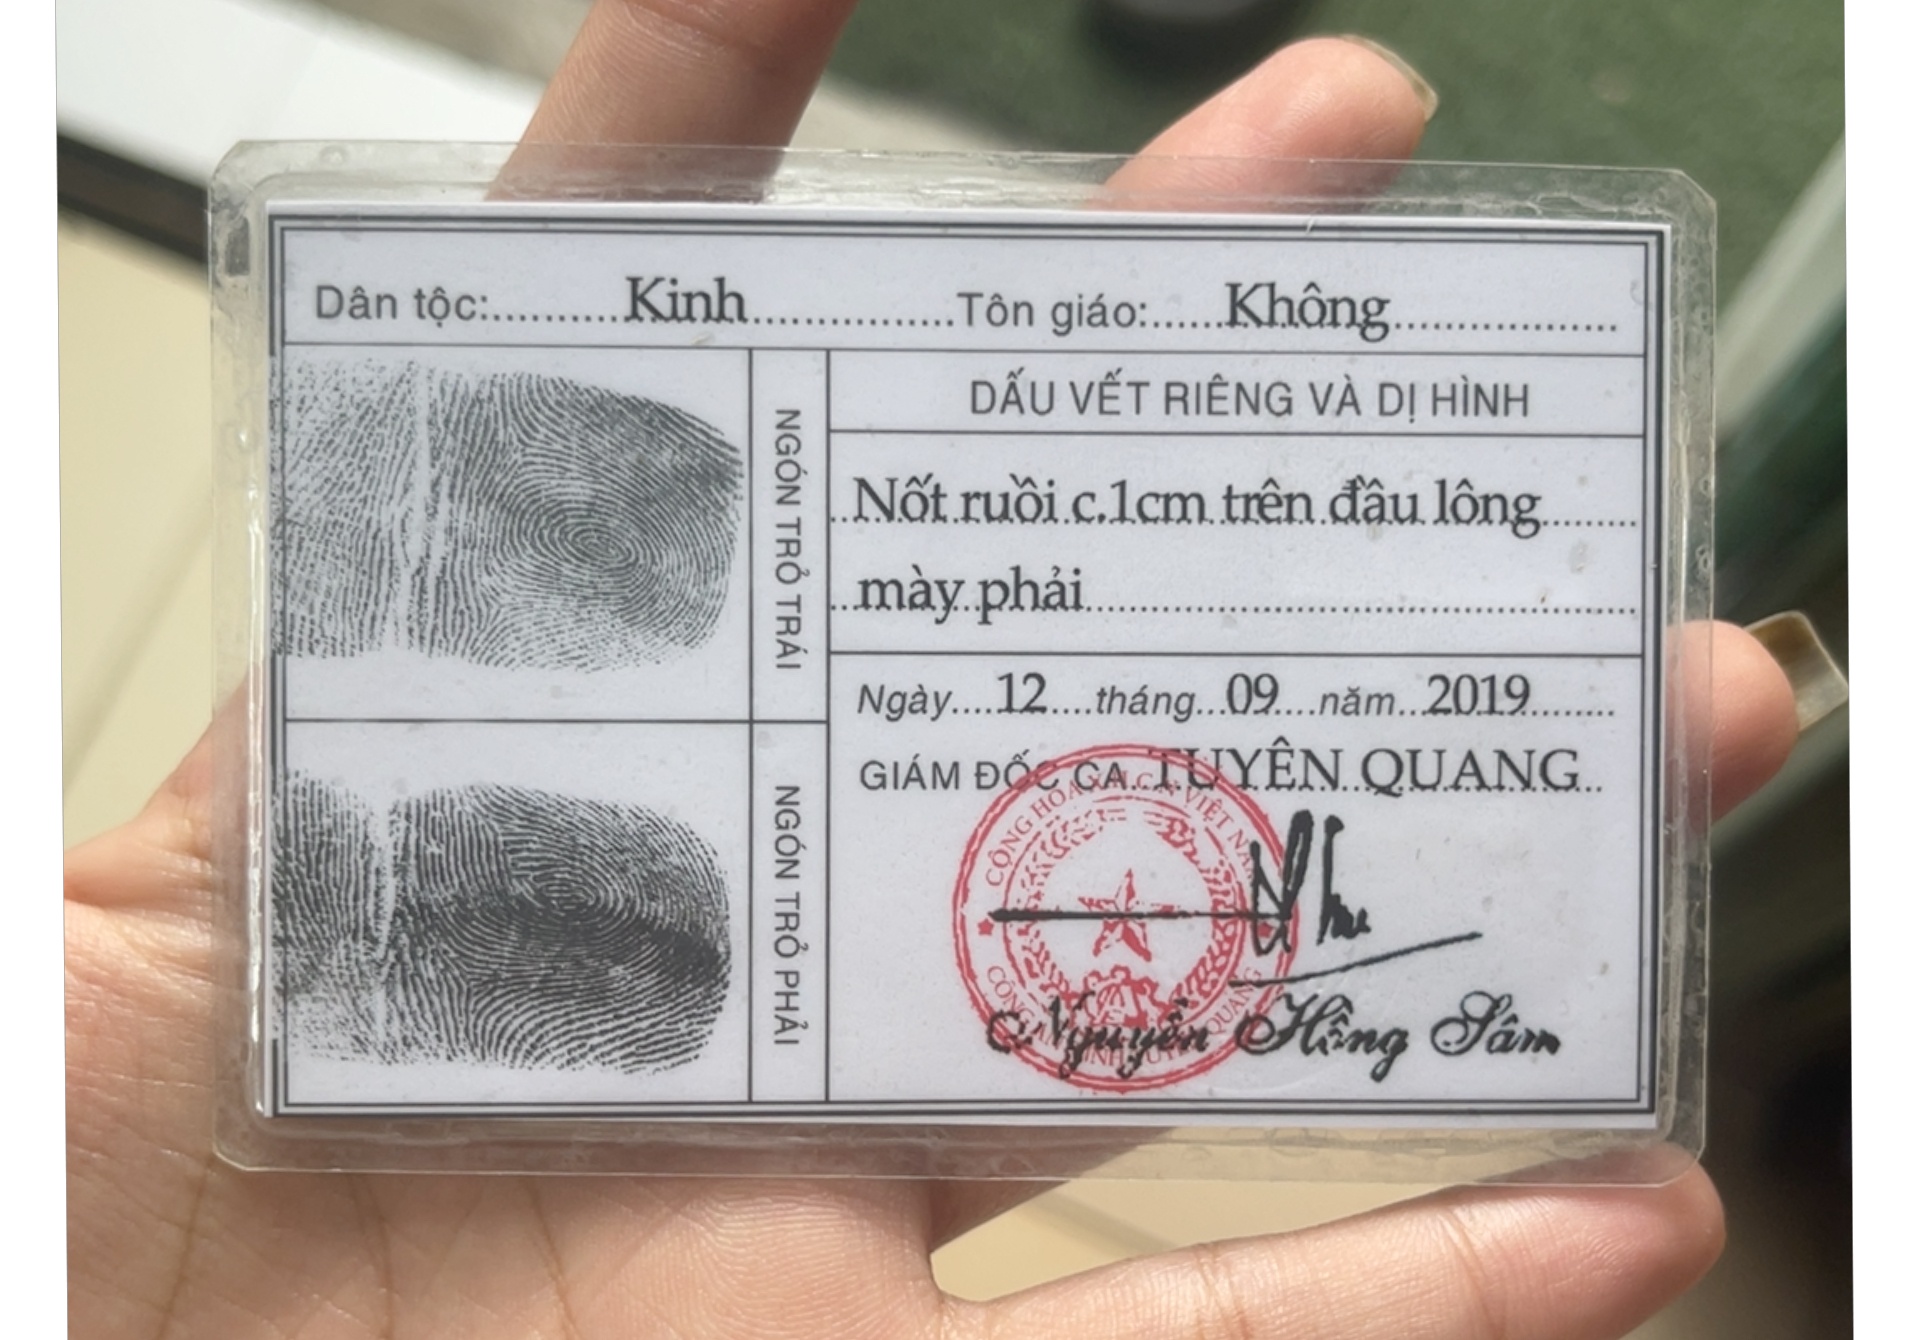 Dân tộc: Kinh Tôn giáo: Không
NGÓN TRỎ TRÁI
DẤU VẾT RIÊNG VÀ DỊ HÌNH
Nốt ruồi c.1cm trên đầu lông
mày phải
NGÓN TRỎ PHẢI
Ngày 12 tháng 09 năm 2019
GIÁM ĐỐC CA TUYÊN QUANG
CỘNG HÒA X.H.C.N VIỆT NAM
CÔNG AN TỈNH TUYÊN QUANG
Nguyễn Hồng Sâm